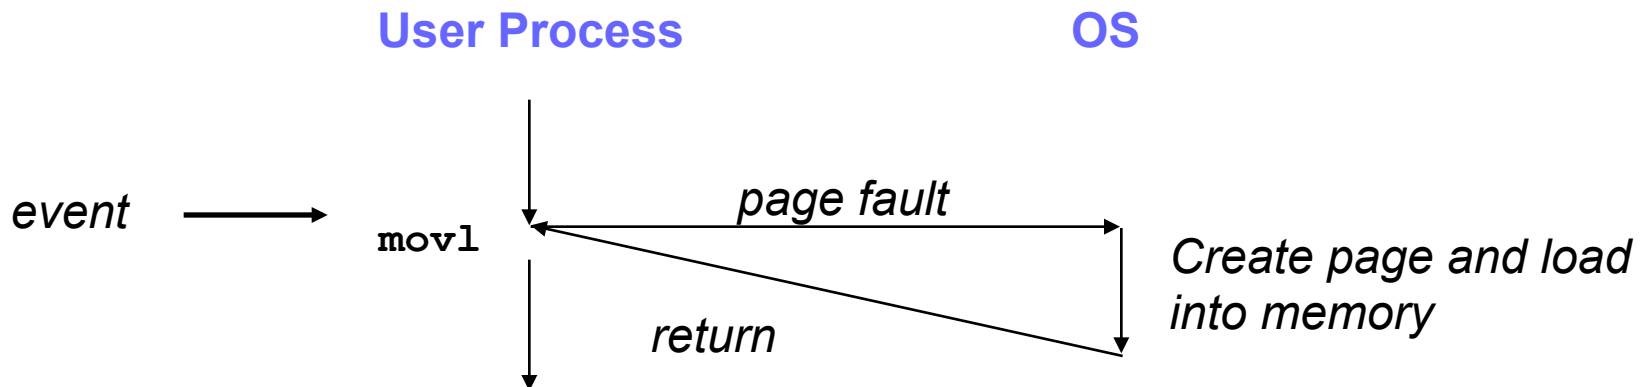 User Process OS
event
page fault
movl
Create page and load
into memory
return